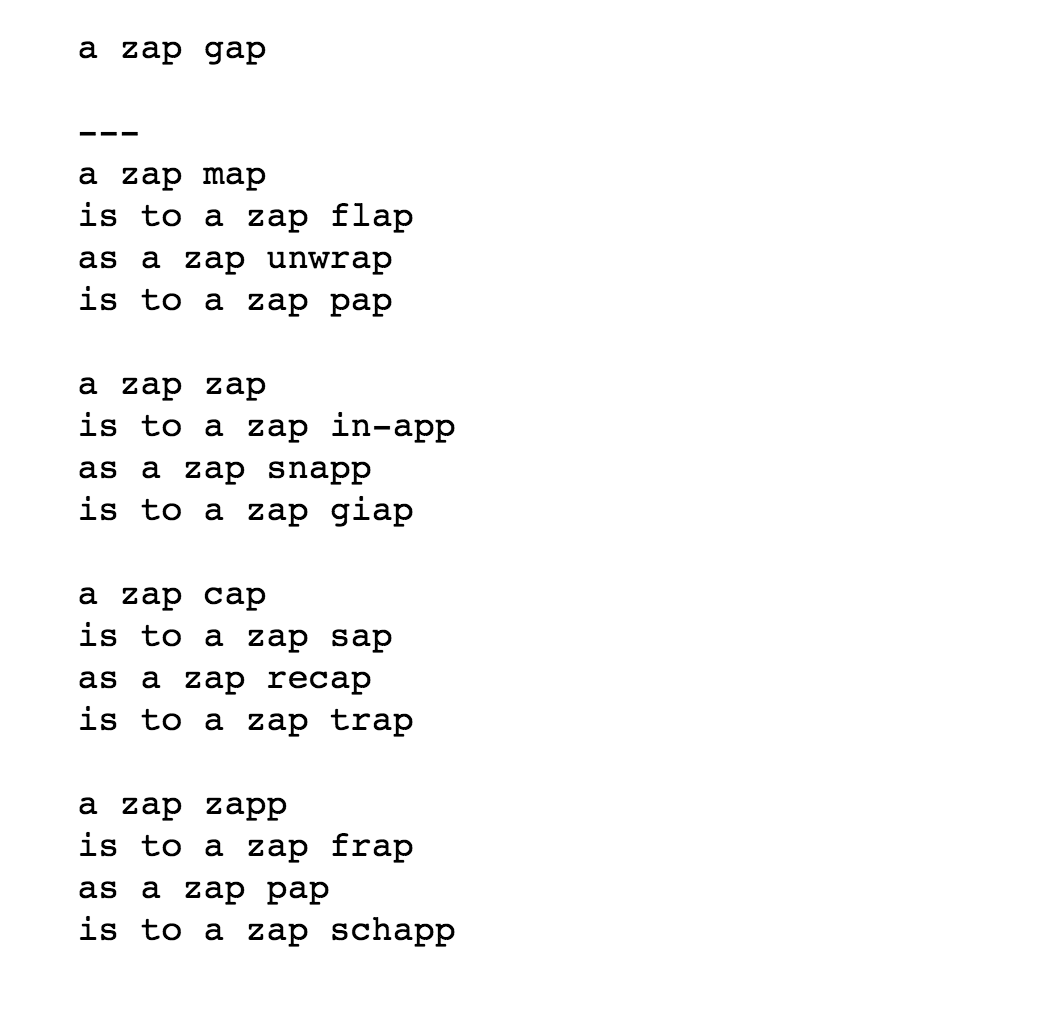 a zap gap
---
a zap map
is to a zap flap
as a zap unwrap
is to a zap pap
a zap zap
is to a zap in-app
as a zap snapp
is to a zap giap
a zap cap
is to a zap sap
as a zap recap
is to a zap trap
a zap zapp
is to a zap frap
as a zap pap
is to a zap schapp